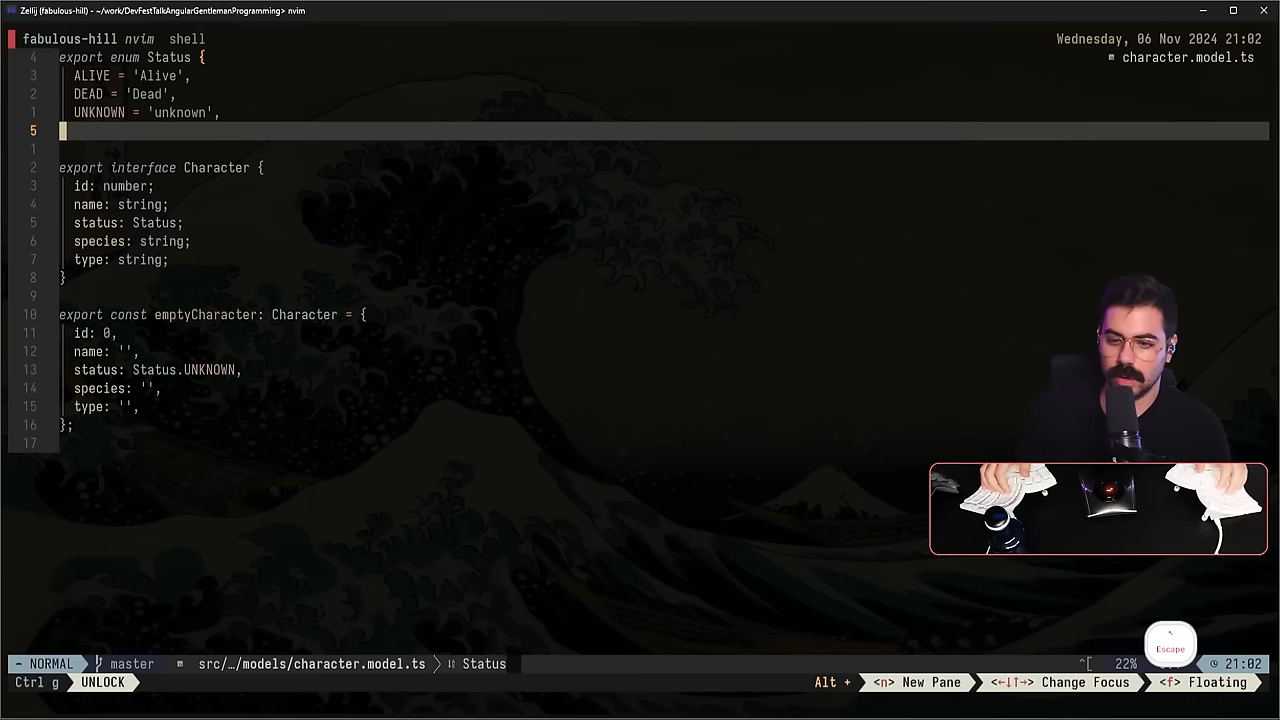 Zellij (fabulous-hill) - ~/work/DevFestTalkAngularGentlemanProgramming> nvim
fabulous-hill nvim shell
Wednesday, 06 Nov 2024 21:02
4 export enum Status {
character.model.ts
3 ALIVE = 'Alive',
2 DEAD = 'Dead',
1 UNKNOWN = 'unknown',
5
1
2 export interface Character {
3 id: number;
4 name: string;
5 status: Status;
6 species: string;
7 type: string;
8 }
9
10 export const emptyCharacter: Character = {
11 id: 0,
12 name: '',
13 status: Status.UNKNOWN,
14 species: '',
15 type: '',
16 };
17
Escape
NORMAL master src/…/models/character.model.ts Status ^[ 22% 21:02
Ctrl g UNLOCK Alt + <n> New Pane <←↓↑→> Change Focus <f> Floating